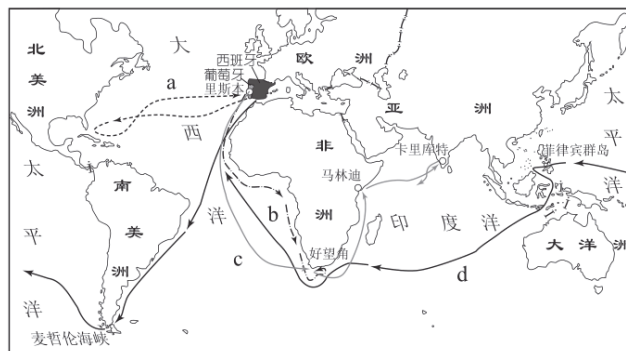 北美洲
大西洋
西班牙
葡萄牙
里斯本
欧洲
亚洲
太平洋
a
非洲
卡里库特
菲律宾群岛
马林迪
太平洋
南美洲
b
印度洋
大洋洲
好望角
c
d
麦哲伦海峡